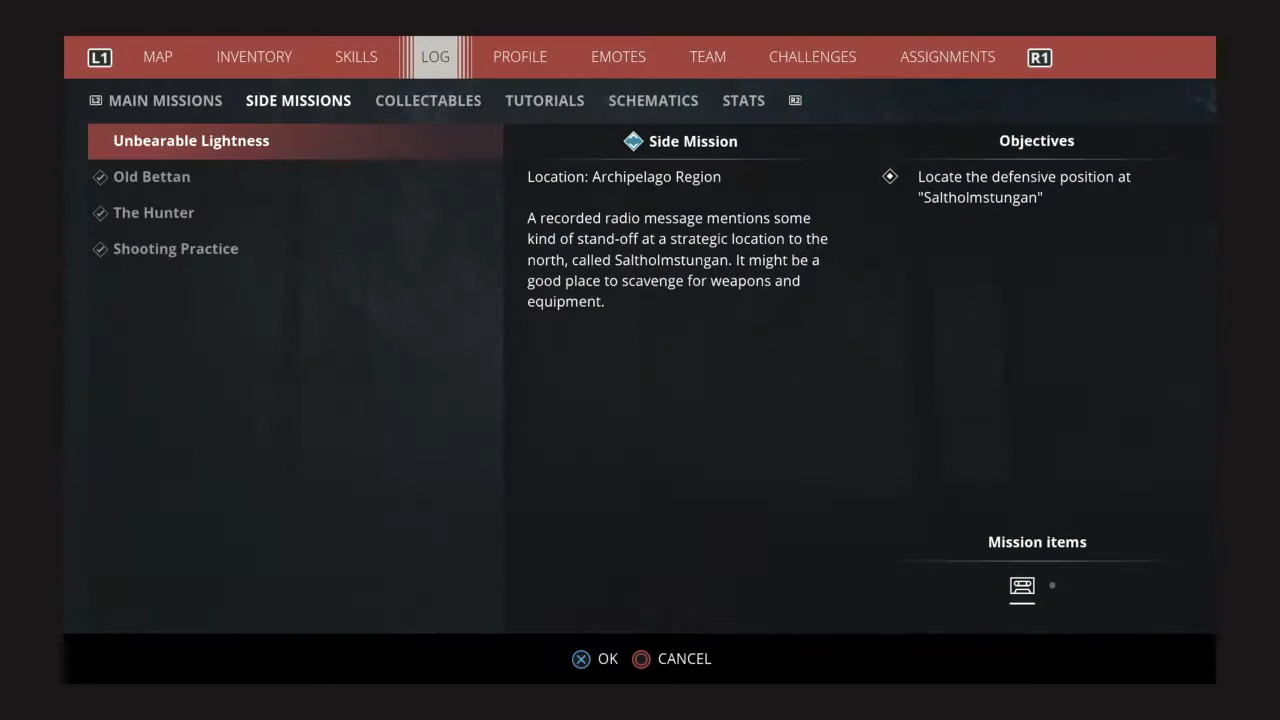 L1 MAP INVENTORY SKILLS LOG PROFILE EMOTES TEAM CHALLENGES ASSIGNMENTS R1
L2 MAIN MISSIONS SIDE MISSIONS COLLECTABLES TUTORIALS SCHEMATICS STATS R2
Unbearable Lightness
Old Bettan
The Hunter
Shooting Practice
Side Mission
Location: Archipelago Region
A recorded radio message mentions some
kind of stand-off at a strategic location to the
north, called Saltholmstungan. It might be a
good place to scavenge for weapons and
equipment.
Objectives
Locate the defensive position at
"Saltholmstungan"
Mission items
OK CANCEL